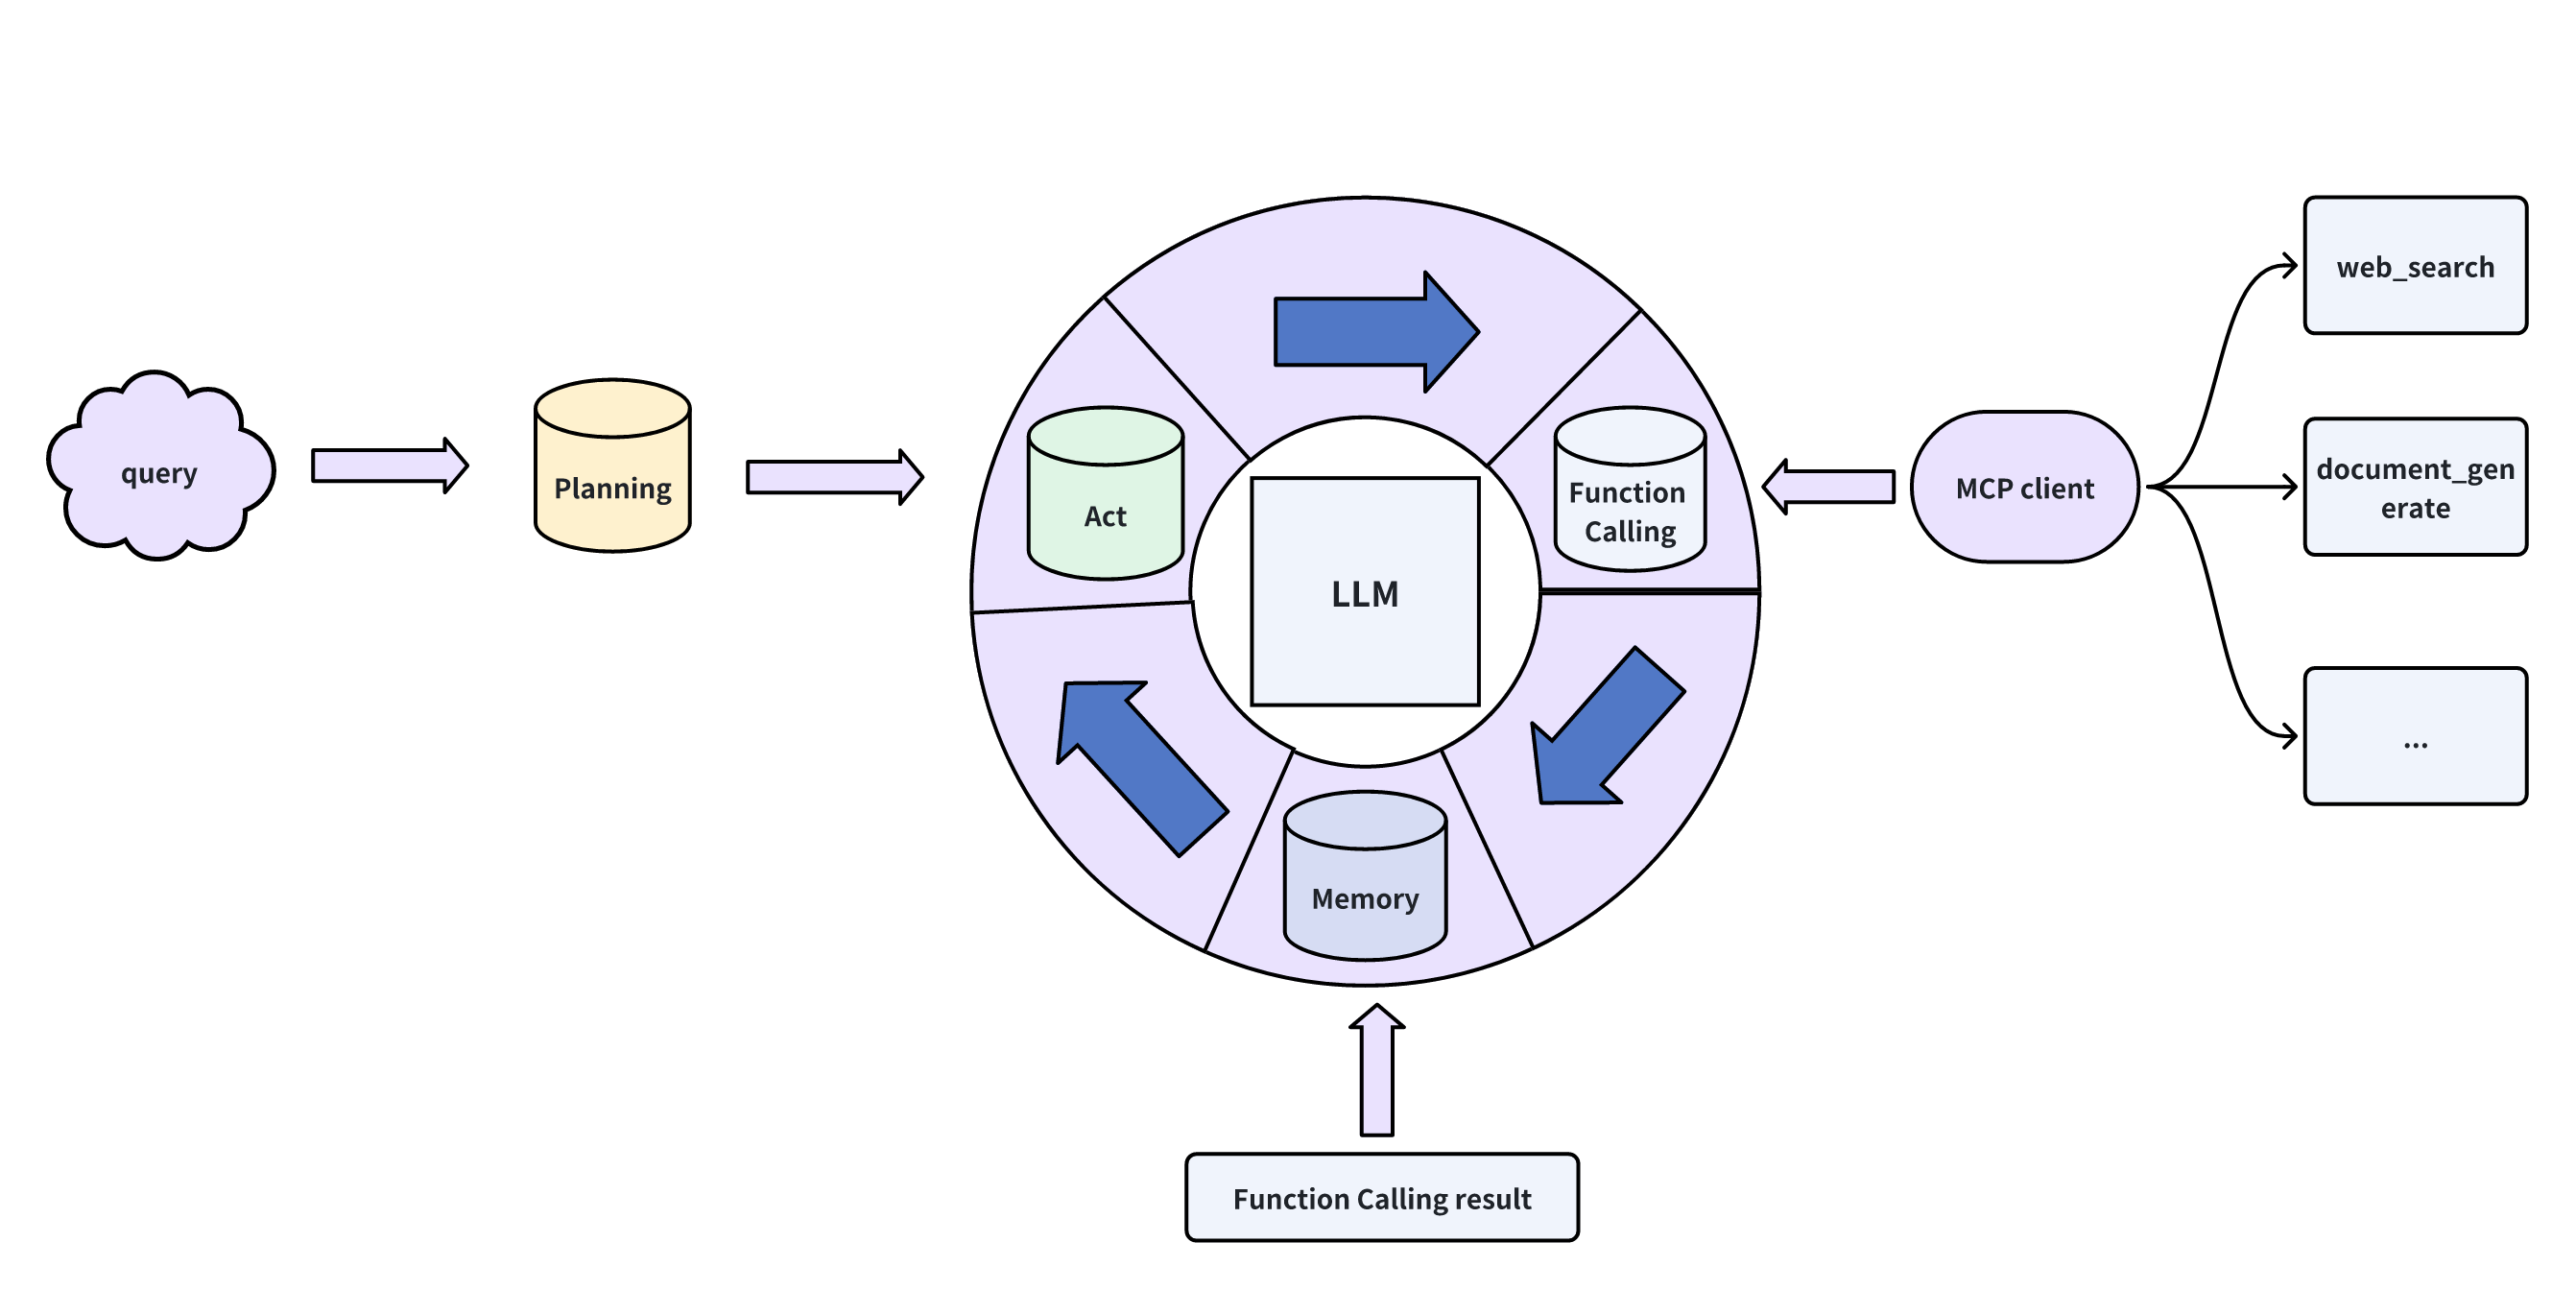 query
Planning
Act
Function
Calling
LLM
Memory
Function Calling result
MCP client
web_search
document_gen
erate
...